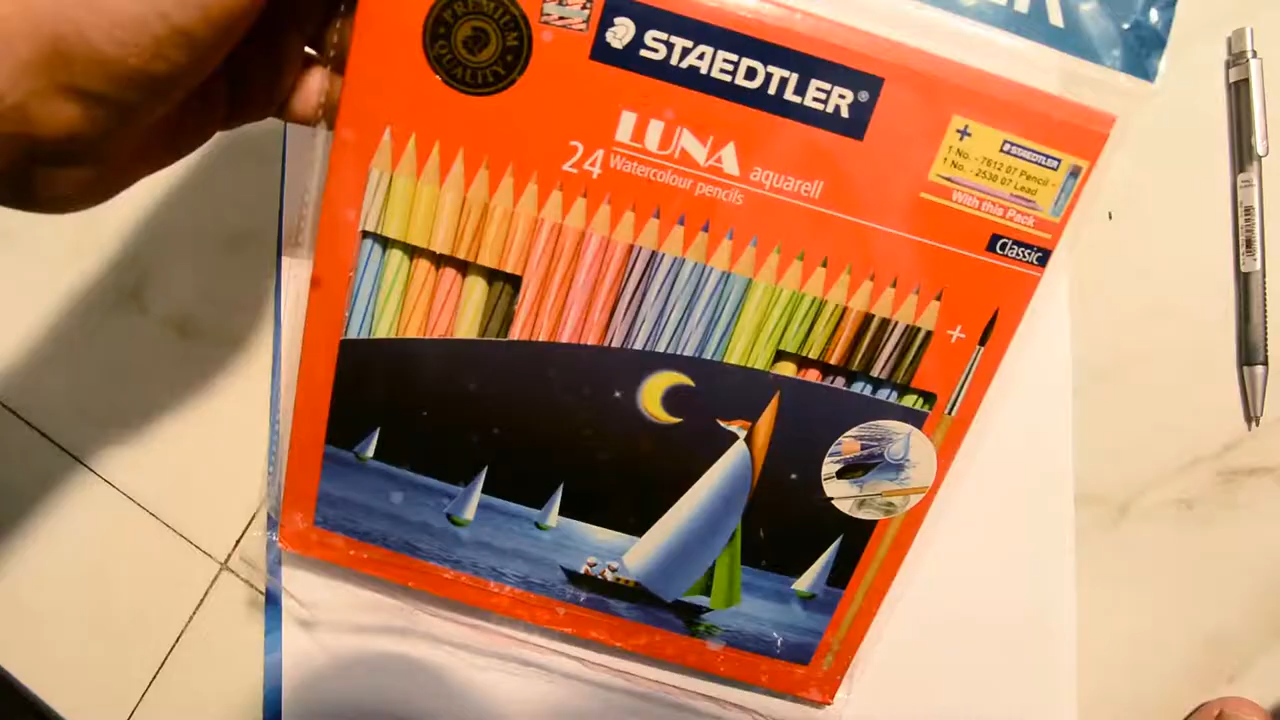 PREMIUM
QUALITY
STAEDTLER®
LUNA aquarell
24 Watercolour pencils
+ STAEDTLER
1 No. - 7612 07 Pencil -
1 No. - 2530 07 Lead
With this Pack
Classic
+